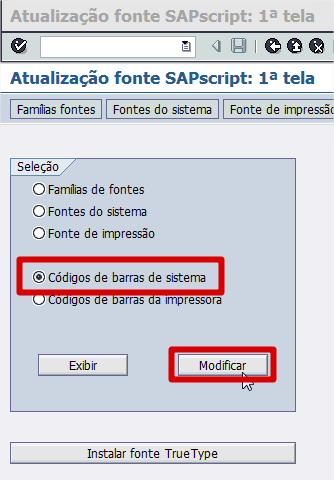 Atualização fonte SAPscript: 1ª tela
Atualização fonte SAPscript: 1ª tela
Famílias fontes Fontes do sistema Fonte de impressão
Seleção
Famílias de fontes
Fontes do sistema
Fonte de impressão
Códigos de barras de sistema
Códigos de barras da impressora
Exibir Modificar
Instalar fonte TrueType